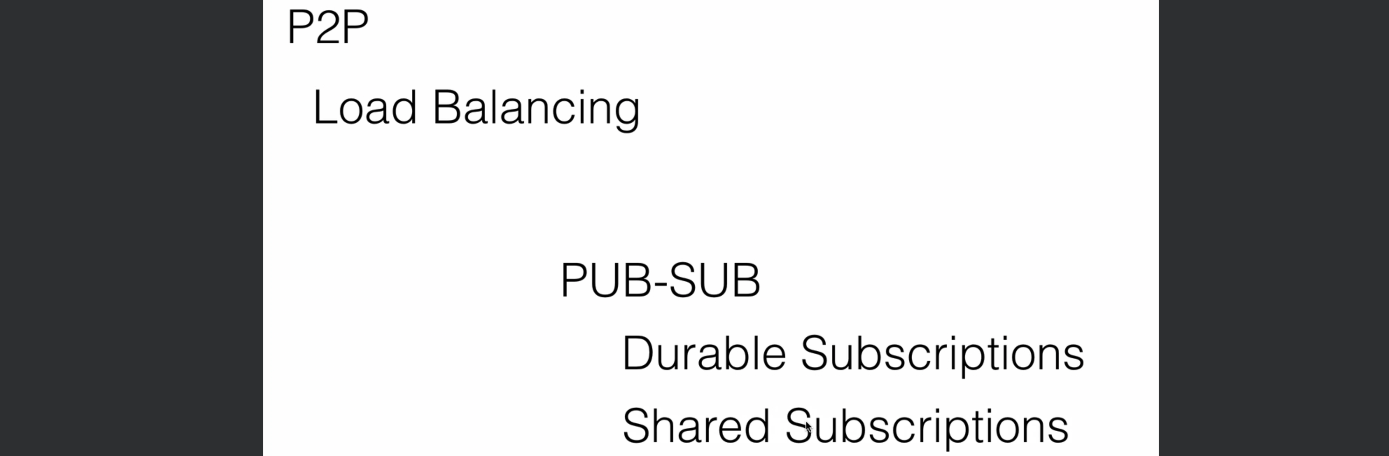 P2P
Load Balancing
PUB-SUB
Durable Subscriptions
Shared Subscriptions